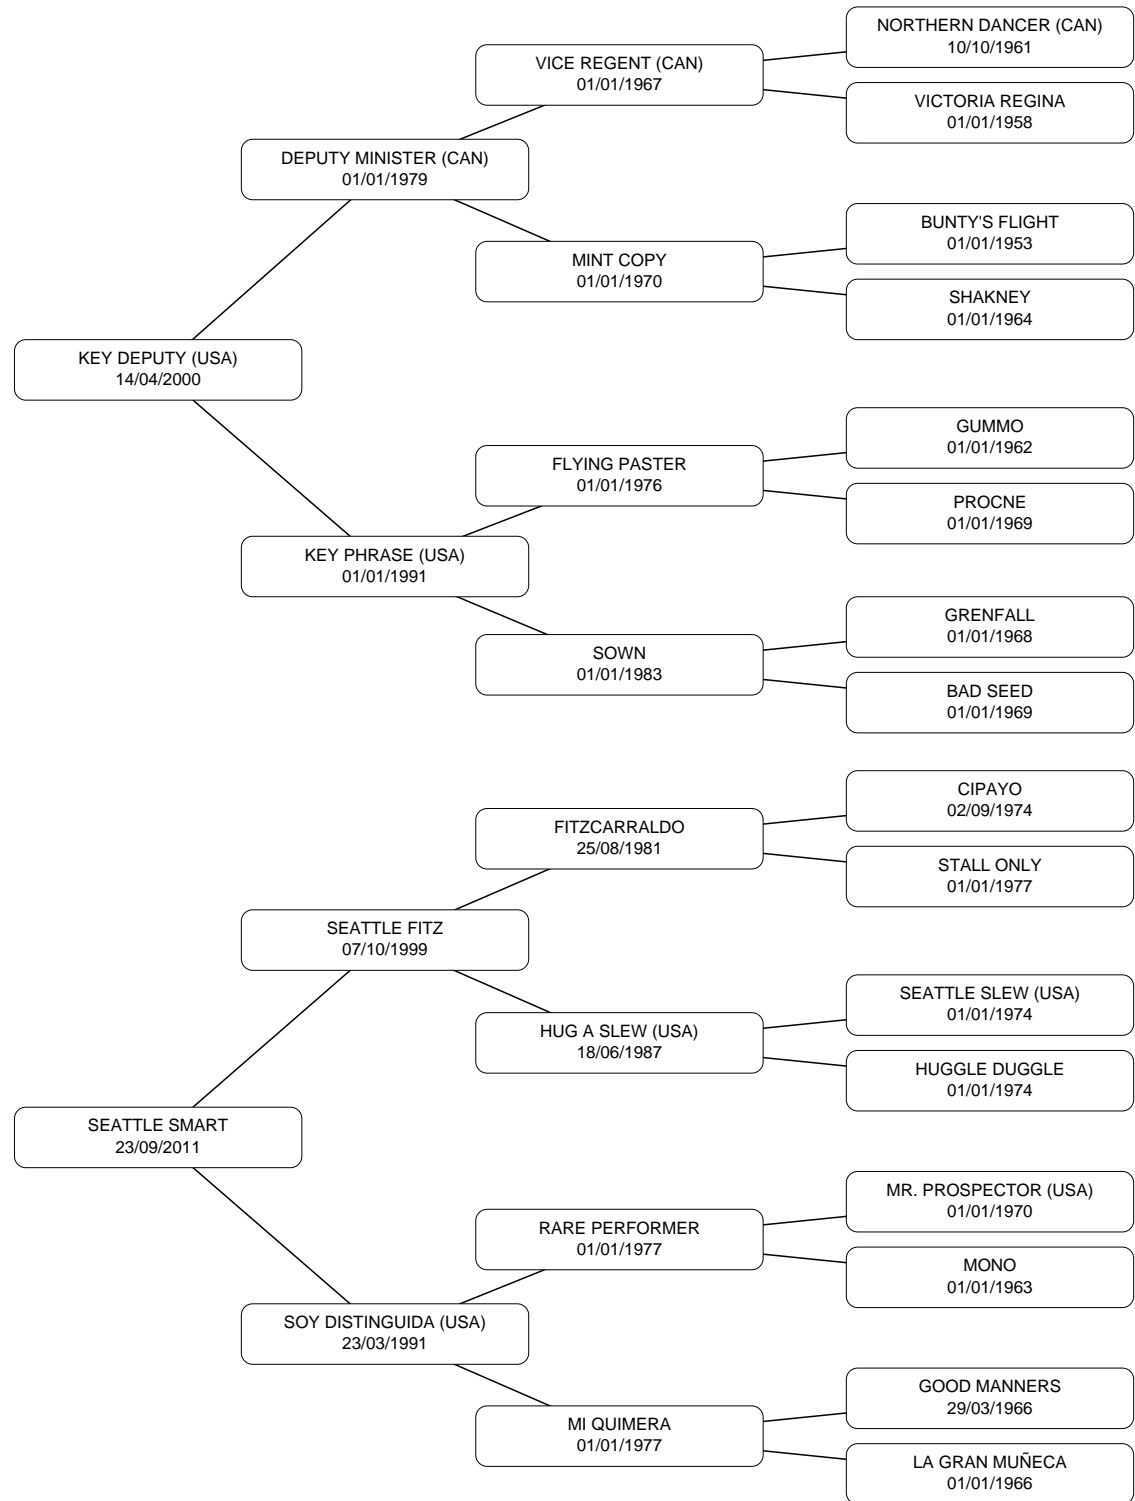 NORTHERN DANCER (CAN)
10/10/1961
VICE REGENT (CAN)
01/01/1967
VICTORIA REGINA
01/01/1958
DEPUTY MINISTER (CAN)
01/01/1979
BUNTY'S FLIGHT
01/01/1953
MINT COPY
01/01/1970
SHAKNEY
01/01/1964
KEY DEPUTY (USA)
14/04/2000
GUMMO
01/01/1962
FLYING PASTER
01/01/1976
PROCNE
01/01/1969
KEY PHRASE (USA)
01/01/1991
GRENFALL
01/01/1968
SOWN
01/01/1983
BAD SEED
01/01/1969
CIPAYO
02/09/1974
FITZCARRALDO
25/08/1981
STALL ONLY
01/01/1977
SEATTLE FITZ
07/10/1999
SEATTLE SLEW (USA)
01/01/1974
HUG A SLEW (USA)
18/06/1987
HUGGLE DUGGLE
01/01/1974
SEATTLE SMART
23/09/2011
MR. PROSPECTOR (USA)
01/01/1970
RARE PERFORMER
01/01/1977
MONO
01/01/1963
SOY DISTINGUIDA (USA)
23/03/1991
GOOD MANNERS
29/03/1966
MI QUIMERA
01/01/1977
LA GRAN MUÑECA
01/01/1966